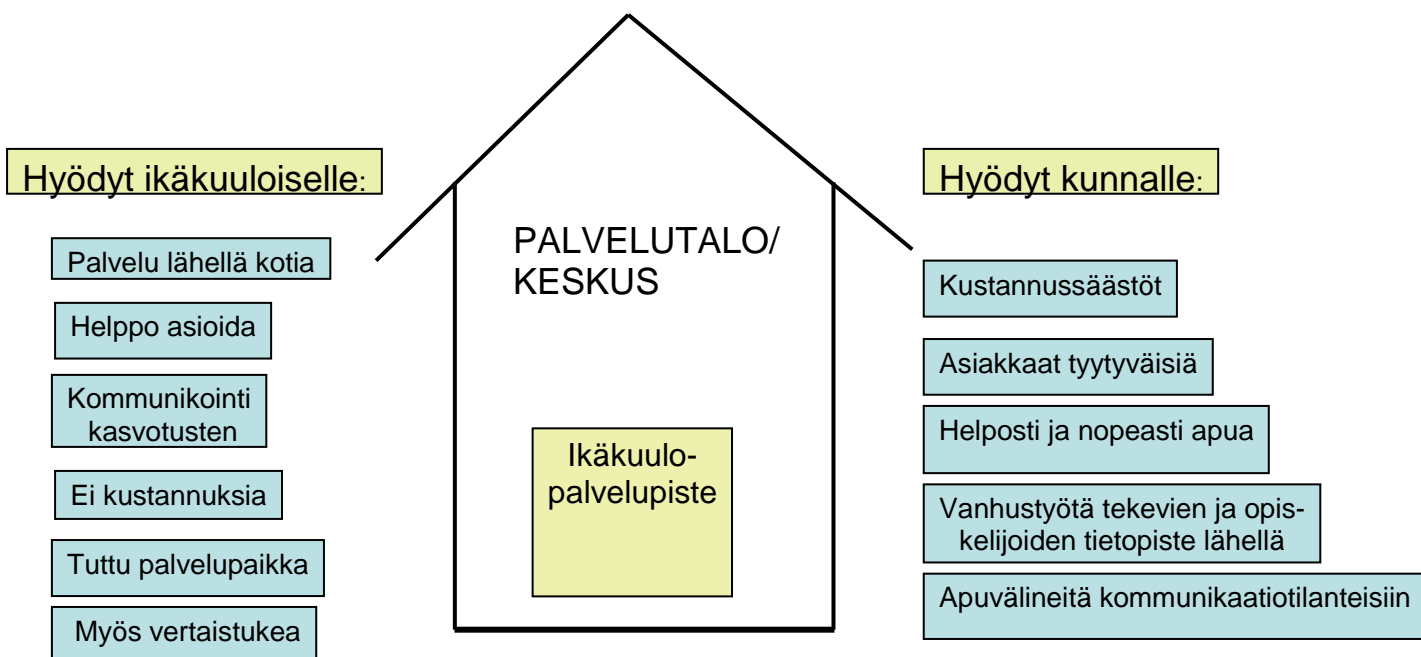 Hyödyt ikäkuuloiselle:
Palvelu lähellä kotia
Helppo asioida
Kommunikointi
kasvotusten
Ei kustannuksia
Tuttu palvelupaikka
Myös vertaistukea
PALVELUTALO/
KESKUS
Ikäkuulo-
palvelupiste
Hyödyt kunnalle:
Kustannussäästöt
Asiakkaat tyytyväisiä
Helposti ja nopeasti apua
Vanhustyötä tekevien ja opis-
kelijoiden tietopiste lähellä
Apuvälineitä kommunikaatiotilanteisiin